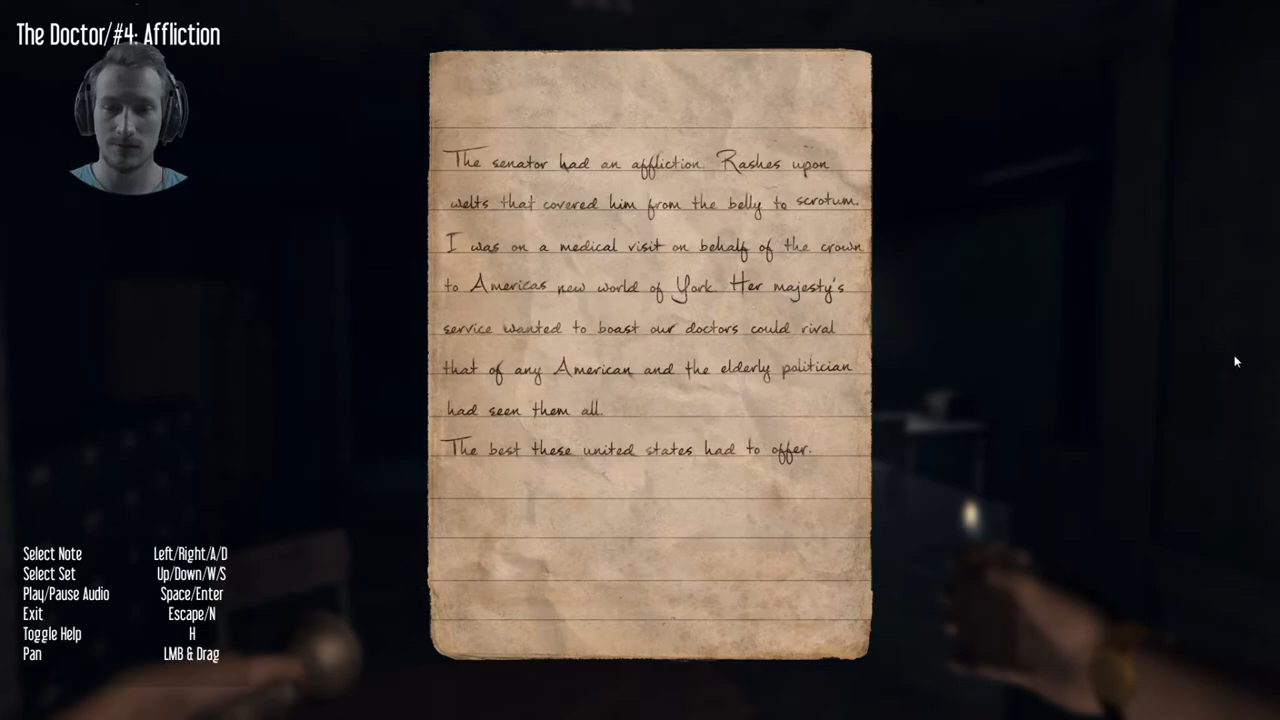 The Doctor/#4: Affliction
The senator had an affliction. Rashes upon
welts that covered him from the belly to scrotum.
I was on a medical visit on behalf of the crown
to Americas new world of York. Her majesty's
service wanted to boast our doctors could rival
that of any American and the elderly politician
had seen them all.
The best these united states had to offer.
Select Note Left/Right/A/D
Select Set Up/Down/W/S
Play/Pause Audio Space/Enter
Exit Escape/N
Toggle Help H
Pan LMB & Drag